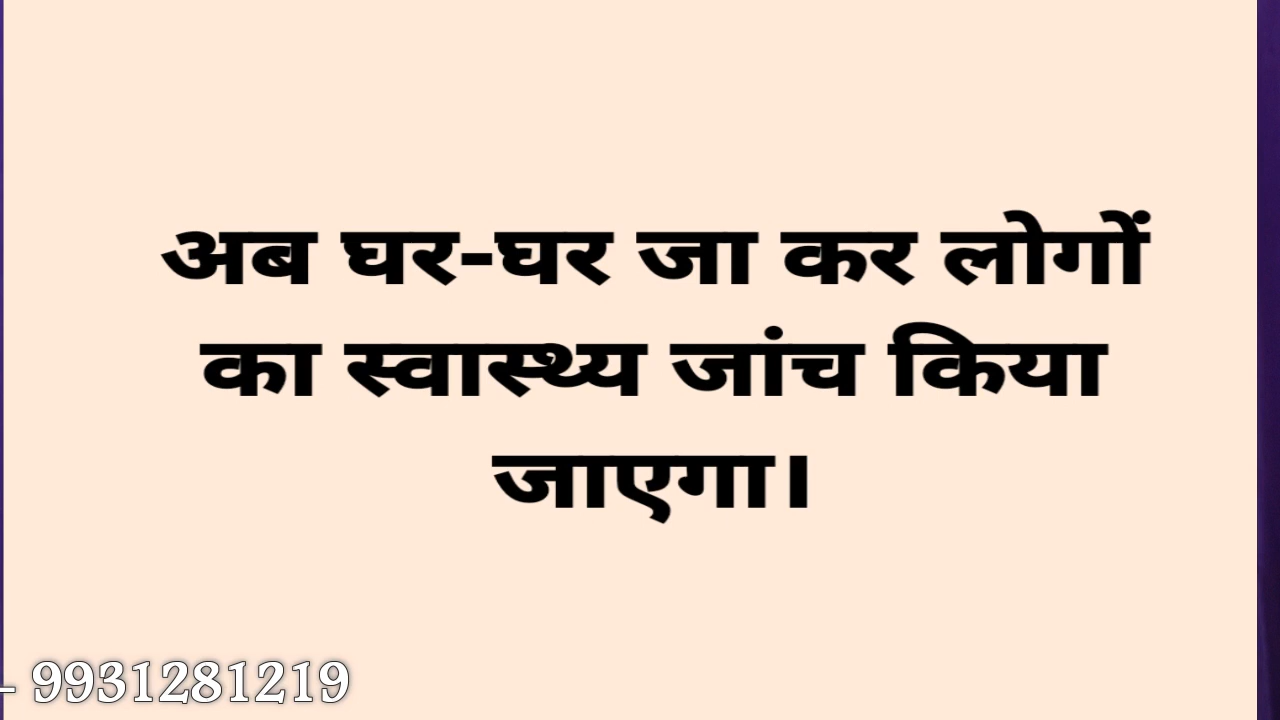 अब घर-घर जा कर लोगों
का स्वास्थ्य जांच किया
जाएगा।
- 9931281219